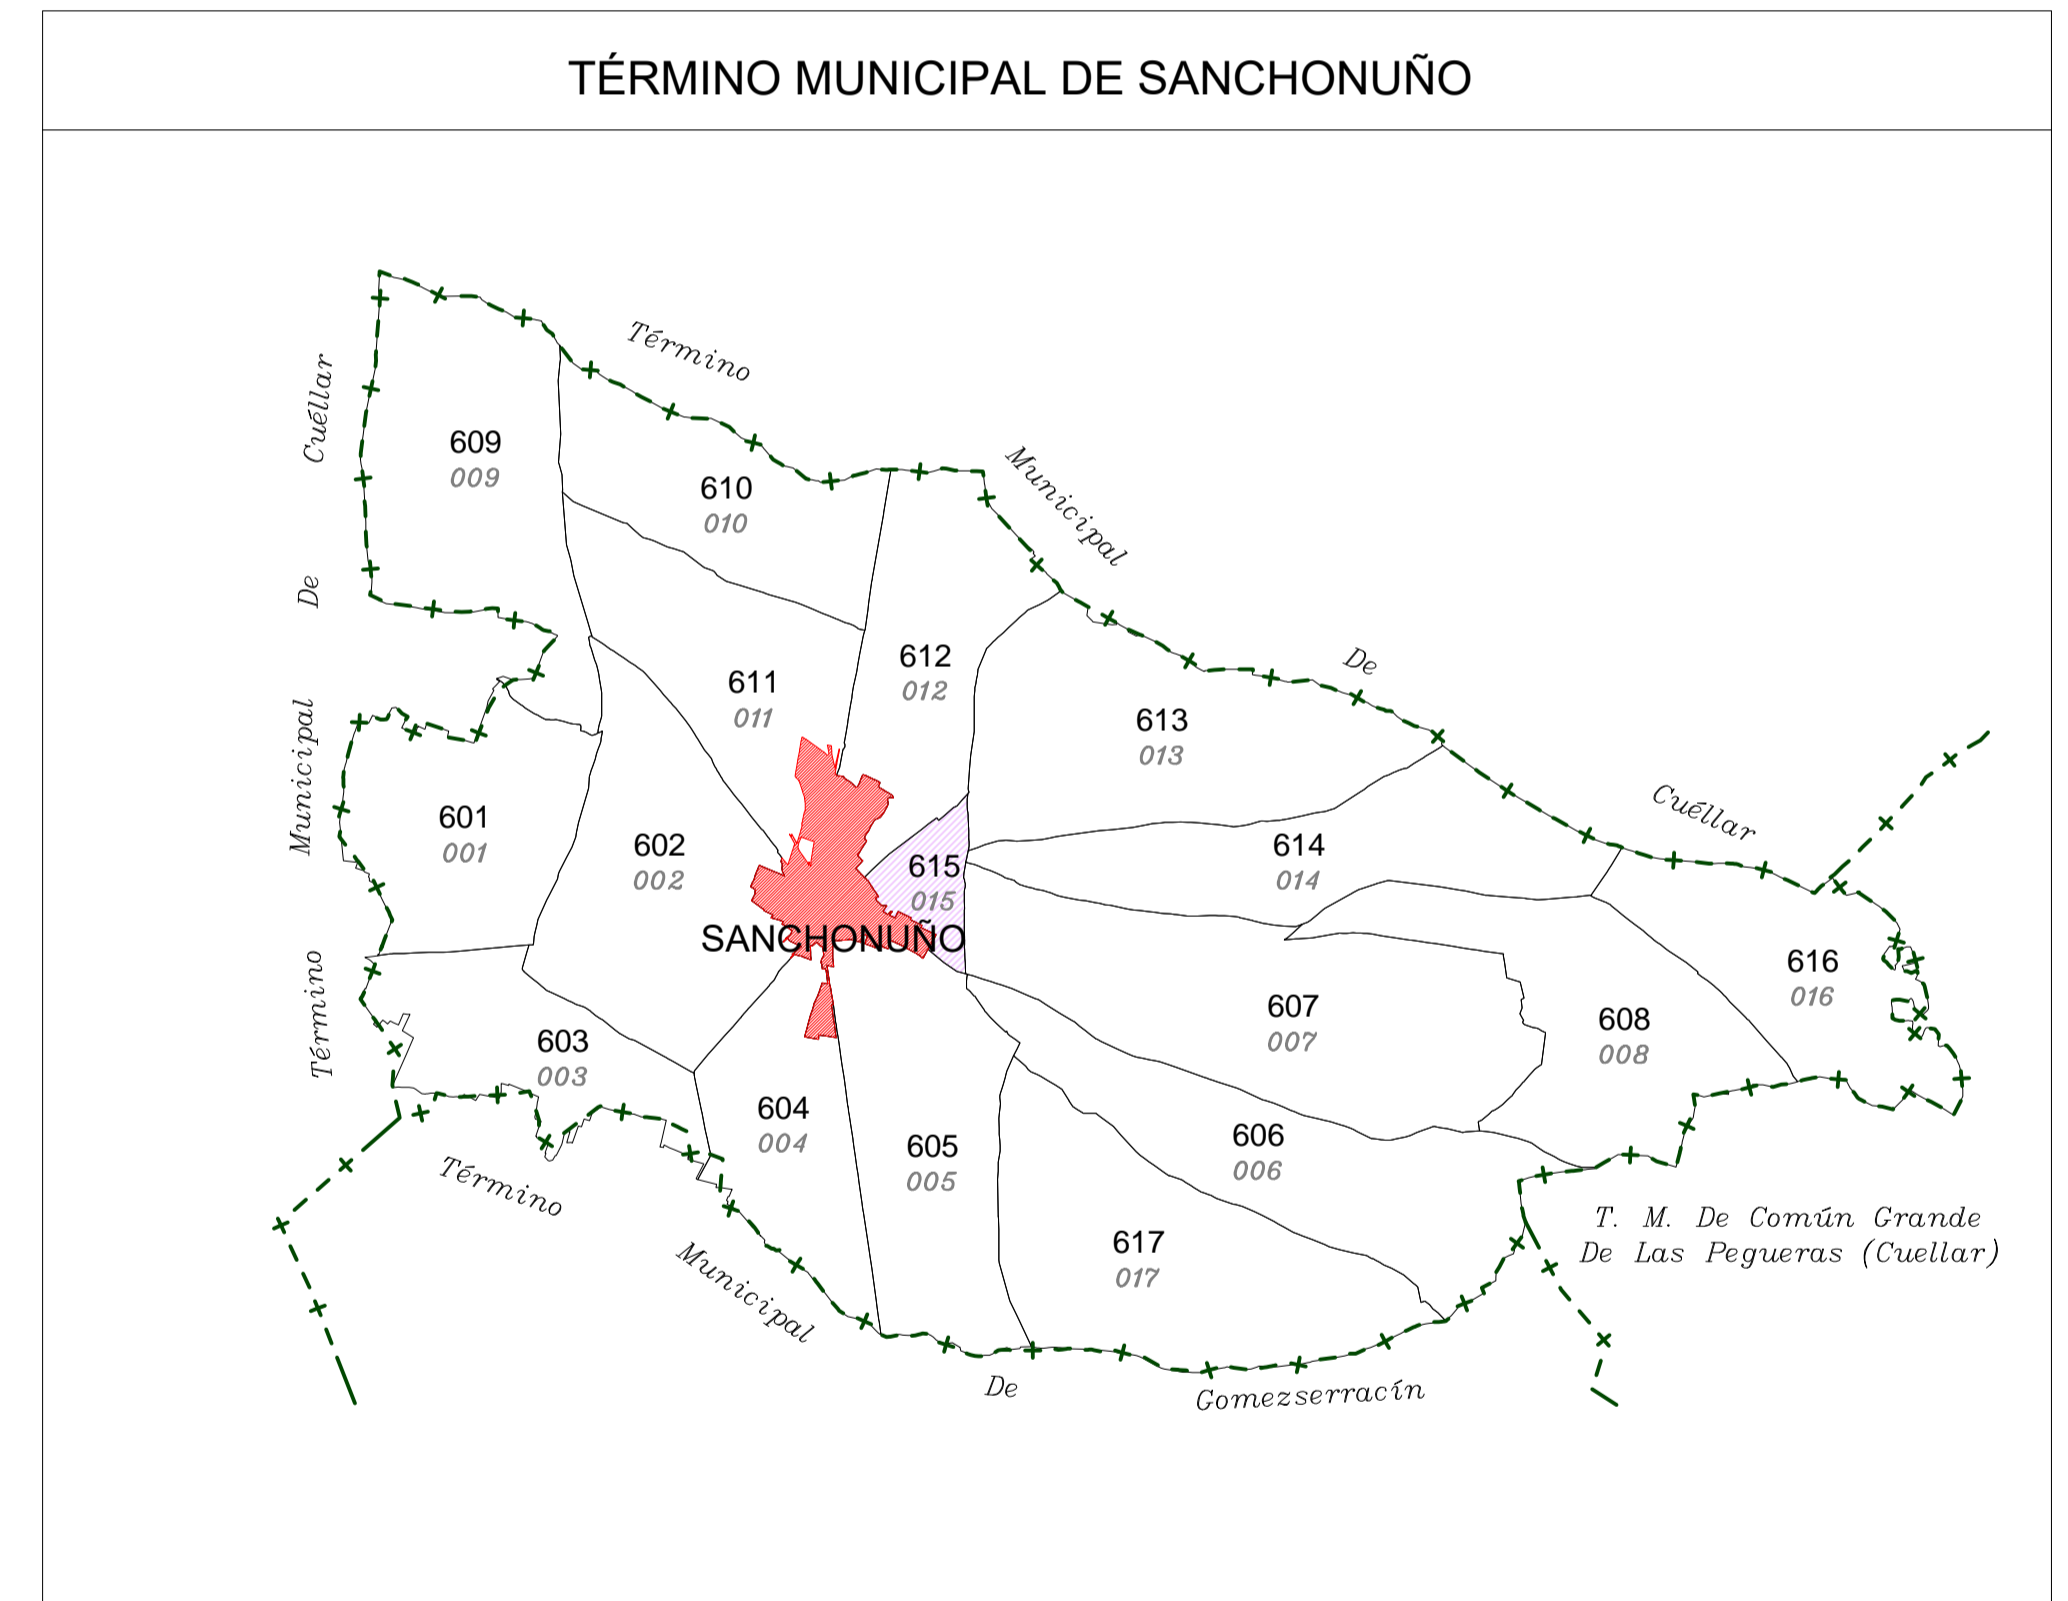 TÉRMINO MUNICIPAL DE SANCHONUÑO
Término
Municipal
De
Cuéllar
Término
Municipal
De
Cuéllar
609
009
610
010
611
011
612
012
613
013
601
001
602
002
614
014
615
015
SANCHONUÑO
616
016
603
003
607
007
608
008
604
004
605
005
606
006
617
017
Término
Municipal
De
Gomezserracín
T. M. De Común Grande
De Las Pegueras (Cuellar)